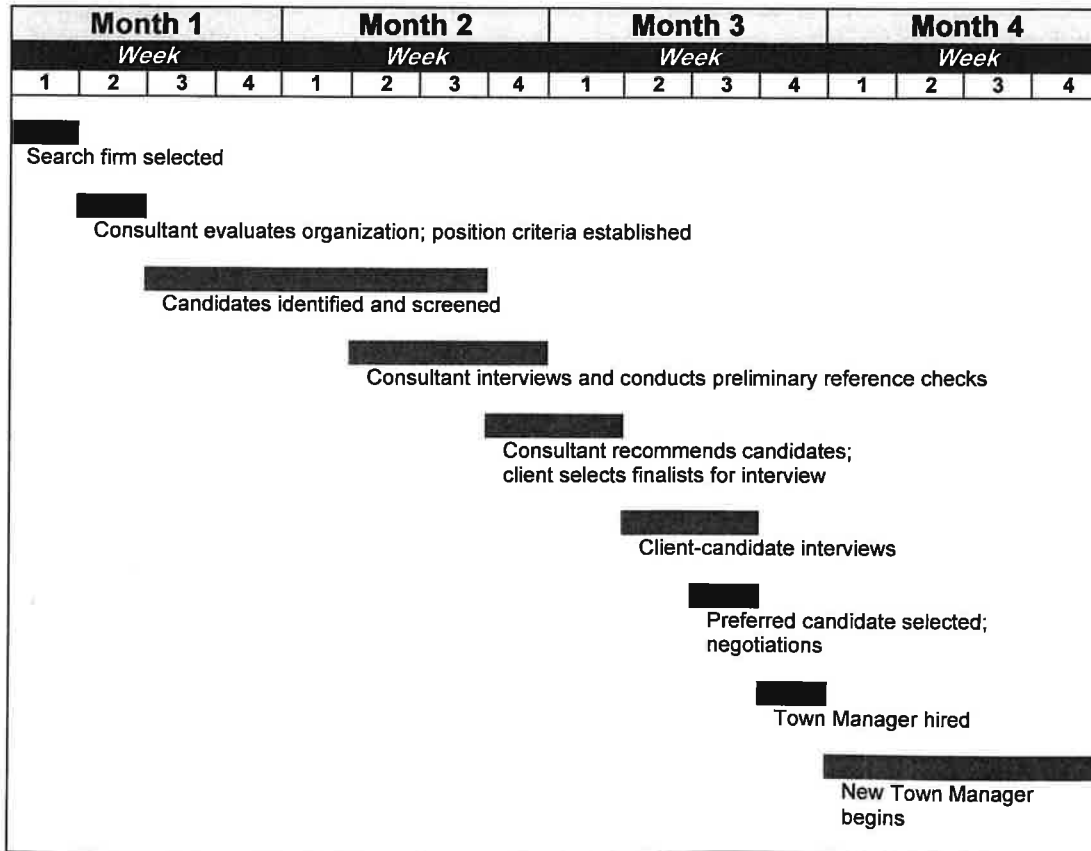 Month 1 Month 2 Month 3 Month 4
Week Week Week Week
1 2 3 4 1 2 3 4 1 2 3 4 1 2 3 4
Search firm selected
Consultant evaluates organization; position criteria established
Candidates identified and screened
Consultant interviews and conducts preliminary reference checks
Consultant recommends candidates;
client selects finalists for interview
Client-candidate interviews
Preferred candidate selected;
negotiations
Town Manager hired
New Town Manager
begins